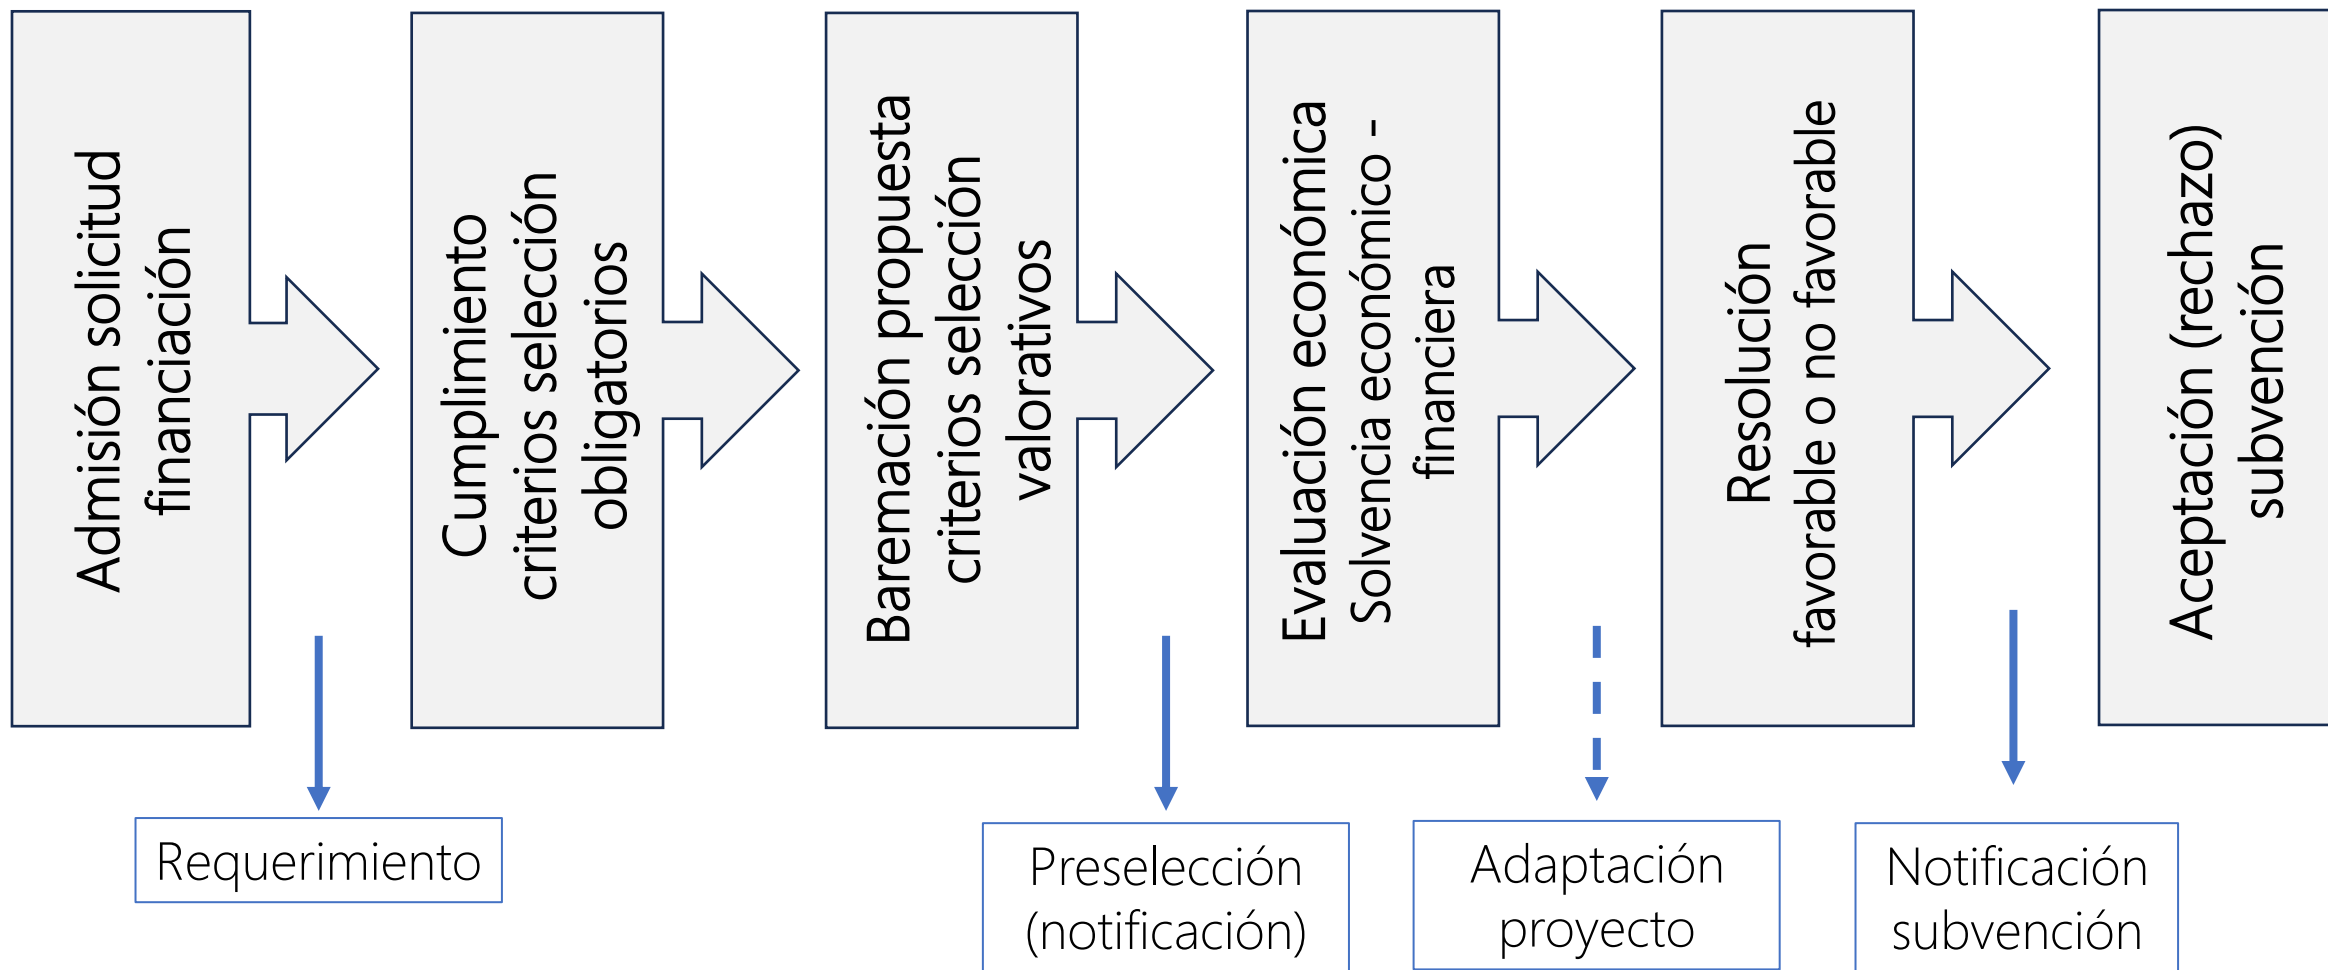 Admisión solicitud
financiación
Cumplimiento
criterios selección
obligatorios
Baremación propuesta
criterios selección
valorativos
Evaluación económica
Solvencia económico -
financiera
Resolución
favorable o no favorable
Aceptación (rechazo)
subvención
Requerimiento
Preselección
(notificación)
Adaptación
proyecto
Notificación
subvención